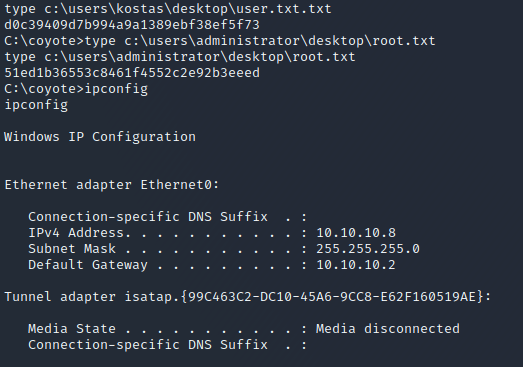 type c:\users\kostas\desktop\user.txt.txt
d0c39409d7b994a9a1389ebf38ef5f73
C:\coyote>type c:\users\administrator\desktop\root.txt
type c:\users\administrator\desktop\root.txt
51ed1b36553c8461f4552c2e92b3eeed
C:\coyote>ipconfig
ipconfig
Windows IP Configuration
Ethernet adapter Ethernet0:
Connection-specific DNS Suffix  . :
IPv4 Address. . . . . . . . . . . : 10.10.10.8
Subnet Mask . . . . . . . . . . . : 255.255.255.0
Default Gateway . . . . . . . . . : 10.10.10.2
Tunnel adapter isatap.{99C463C2-DC10-45A6-9CC8-E62F160519AE}:
Media State . . . . . . . . . . . : Media disconnected
Connection-specific DNS Suffix  . :